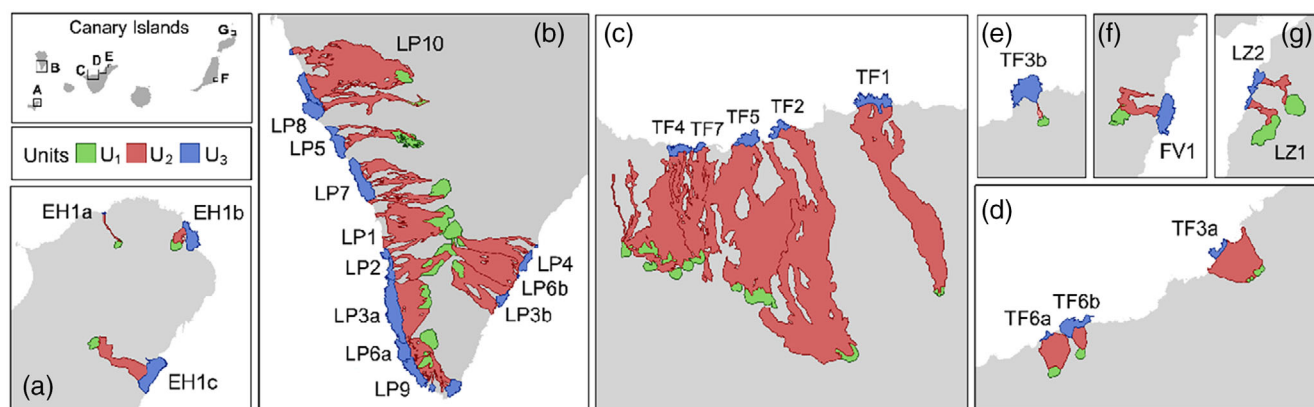 Canary Islands
G
D
E
C
B
F
A
Units U₁ U₂ U₃
EH1a
EH1b
EH1c
(a)
(b)
LP10
LP8
LP5
LP7
LP1
LP2
LP4
LP6b
LP3b
LP3a
LP6a
LP9
(c)
TF1
TF2
TF5
TF4
TF7
(e)
TF3b
(f)
FV1
(g)
LZ2
LZ1
TF3a
TF6b
TF6a
(d)